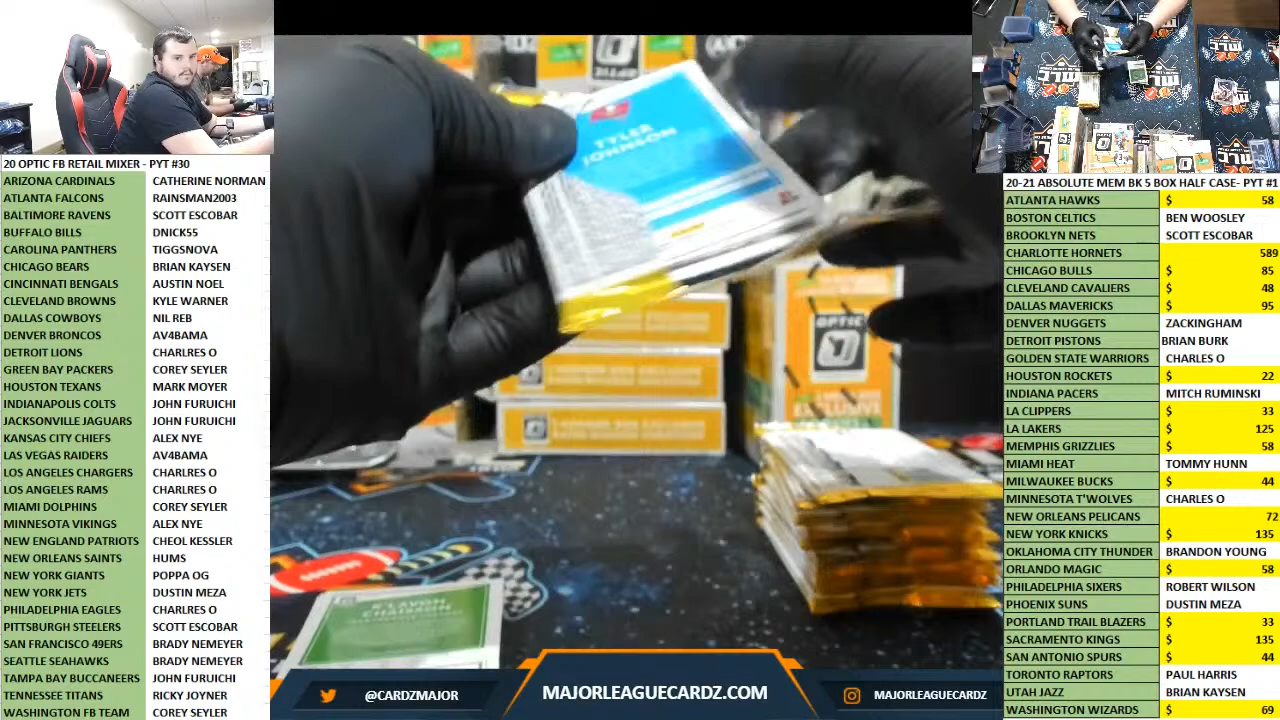 20 OPTIC FB RETAIL MIXER - PYT #30
ARIZONA CARDINALS CATHERINE NORMAN
ATLANTA FALCONS RAINSMAN2003
BALTIMORE RAVENS SCOTT ESCOBAR
BUFFALO BILLS DNICK55
CAROLINA PANTHERS TIGGSNOVA
CHICAGO BEARS BRIAN KAYSEN
CINCINNATI BENGALS AUSTIN NOEL
CLEVELAND BROWNS KYLE WARNER
DALLAS COWBOYS NIL REB
DENVER BRONCOS AV4BAMA
DETROIT LIONS CHARLRES O
GREEN BAY PACKERS COREY SEYLER
HOUSTON TEXANS MARK MOYER
INDIANAPOLIS COLTS JOHN FURUICHI
JACKSONVILLE JAGUARS JOHN FURUICHI
KANSAS CITY CHIEFS ALEX NYE
LAS VEGAS RAIDERS AV4BAMA
LOS ANGELES CHARGERS CHARLRES O
LOS ANGELES RAMS CHARLRES O
MIAMI DOLPHINS COREY SEYLER
MINNESOTA VIKINGS ALEX NYE
NEW ENGLAND PATRIOTS CHEOL KESSLER
NEW ORLEANS SAINTS HUMS
NEW YORK GIANTS POPPA OG
NEW YORK JETS DUSTIN MEZA
PHILADELPHIA EAGLES CHARLRES O
PITTSBURGH STEELERS SCOTT ESCOBAR
SAN FRANCISCO 49ERS BRADY NEMEYER
SEATTLE SEAHAWKS BRADY NEMEYER
TAMPA BAY BUCCANEERS JOHN FURUICHI
TENNESSEE TITANS RICKY JOYNER
WASHINGTON FB TEAM COREY SEYLER
TYLER
JOHNSON
OPTIC
EXCLUSIVE
K'LAVON
CHAISSON
@CARDZMAJOR
MAJORLEAGUECARDZ.COM
MAJORLEAGUECARDZ
MLC
20-21 ABSOLUTE MEM BK 5 BOX HALF CASE- PYT #1
ATLANTA HAWKS $ 58
BOSTON CELTICS BEN WOOSLEY
BROOKLYN NETS SCOTT ESCOBAR
CHARLOTTE HORNETS 589
CHICAGO BULLS $ 85
CLEVELAND CAVALIERS $ 48
DALLAS MAVERICKS $ 95
DENVER NUGGETS ZACKINGHAM
DETROIT PISTONS BRIAN BURK
GOLDEN STATE WARRIORS CHARLES O
HOUSTON ROCKETS $ 22
INDIANA PACERS MITCH RUMINSKI
LA CLIPPERS $ 33
LA LAKERS $ 125
MEMPHIS GRIZZLIES $ 58
MIAMI HEAT TOMMY HUNN
MILWAUKEE BUCKS $ 44
MINNESOTA T'WOLVES CHARLES O
NEW ORLEANS PELICANS 72
NEW YORK KNICKS $ 135
OKLAHOMA CITY THUNDER BRANDON YOUNG
ORLANDO MAGIC $ 58
PHILADELPHIA SIXERS ROBERT WILSON
PHOENIX SUNS DUSTIN MEZA
PORTLAND TRAIL BLAZERS $ 33
SACRAMENTO KINGS $ 135
SAN ANTONIO SPURS $ 44
TORONTO RAPTORS PAUL HARRIS
UTAH JAZZ BRIAN KAYSEN
WASHINGTON WIZARDS $ 69